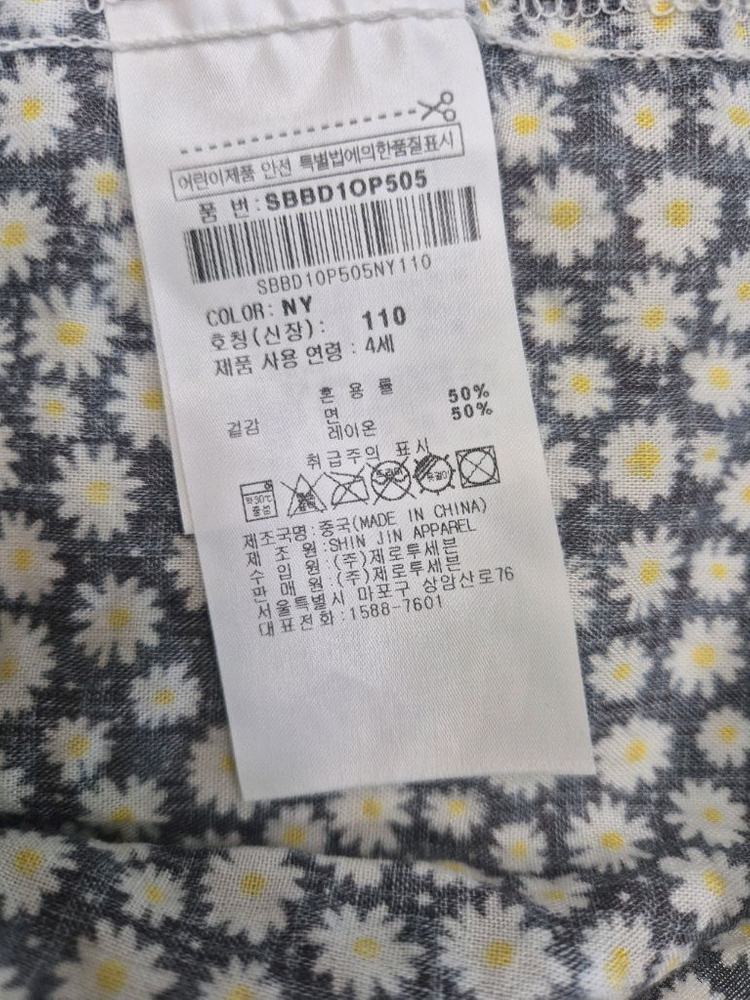 어린이제품 안전 특별법에의한품질표시
품 번 : SBBD1OP505
SBBD1OP505NY110
COLOR: NY
호칭(신장): 110
제품 사용 연령 : 4세
혼 용 률
겉감 면 50%
레이온 50%
취급주의 표시
약30℃
중성
제조국명 : 중국(MADE IN CHINA)
제 조 원 : SHIN JIN APPAREL
수 입 원 : (주)제로투세븐
판 매 원 : (주)제로투세븐
서울특별시 마포구 상암산로76
대표전화 : 1588-7601